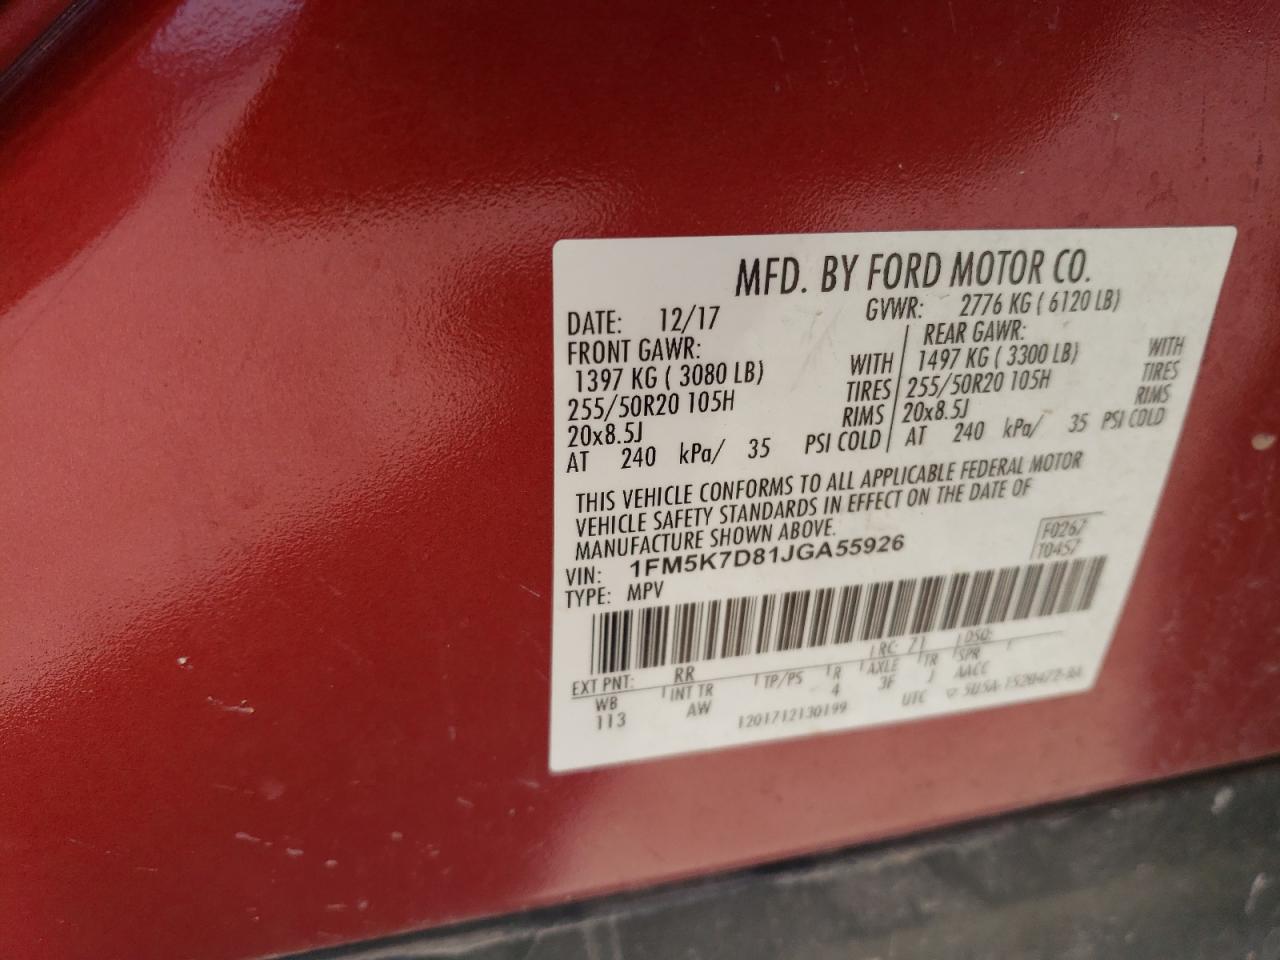 MFD. BY FORD MOTOR CO.
DATE: 12/17 GVWR: 2776 KG ( 6120 LB)
FRONT GAWR: REAR GAWR:
1397 KG ( 3080 LB) WITH 1497 KG ( 3300 LB) WITH
255/50R20 105H TIRES 255/50R20 105H TIRES
20x8.5J RIMS 20x8.5J RIMS
AT 240 kPa/ 35 PSI COLD AT 240 kPa/ 35 PSI COLD
THIS VEHICLE CONFORMS TO ALL APPLICABLE FEDERAL MOTOR
VEHICLE SAFETY STANDARDS IN EFFECT ON THE DATE OF
MANUFACTURE SHOWN ABOVE.
F0267
VIN: 1FM5K7D81JGA55926
T0457
TYPE: MPV
EXT PNT: RR RC: 71 DSO:
WB INT TR TP/PS R AXLE TR SPR
113 AW 4 3F J AACC
1201712130199 UTC